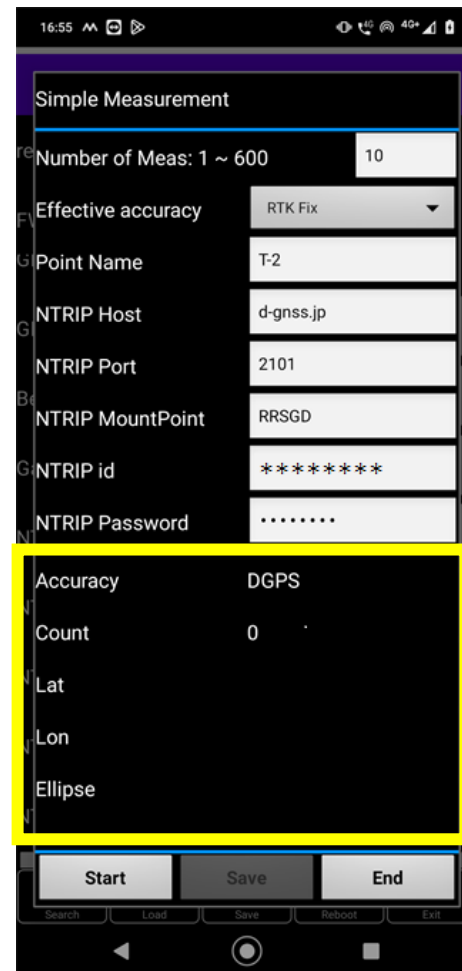 16:55 4G 4G+
Simple Measurement
Number of Meas: 1 ~ 600 10
Effective accuracy RTK Fix
Point Name T-2
NTRIP Host d-gnss.jp
NTRIP Port 2101
NTRIP MountPoint RRSGD
NTRIP id ********
NTRIP Password ········
Accuracy DGPS
Count 0
Lat
Lon
Ellipse
Start Save End
Search Load Save Reboot Exit